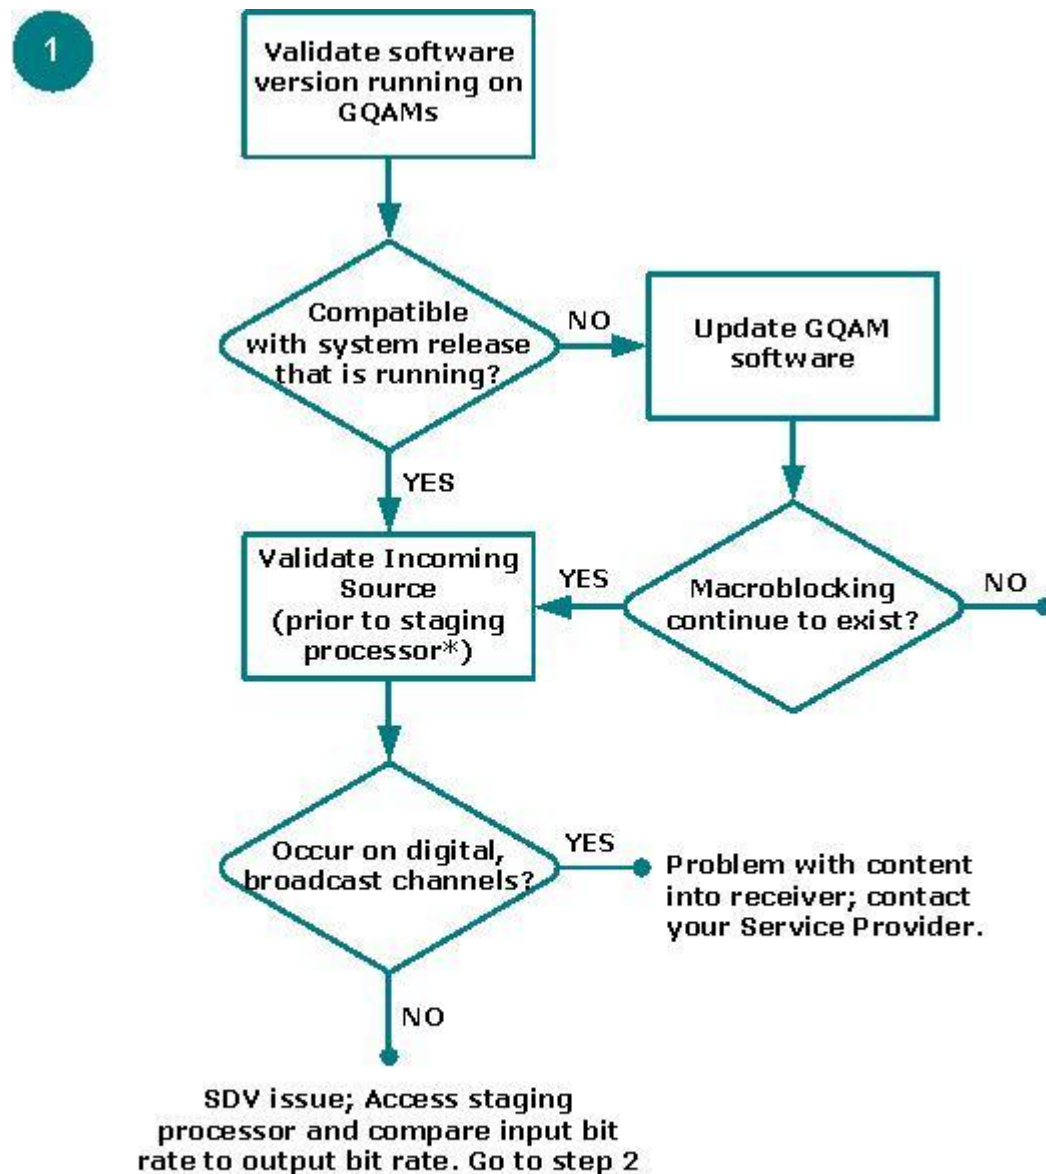 1
Validate software
version running on
GQAMs
Compatible
with system release
that is running?
NO
Update GQAM
software
YES
Validate Incoming
Source
(prior to staging
processor*)
YES
Macroblocking
continue to exist?
NO
Occur on digital,
broadcast channels?
YES
Problem with content
into receiver; contact
your Service Provider.
NO
SDV issue; Access staging
processor and compare input bit
rate to output bit rate. Go to step 2